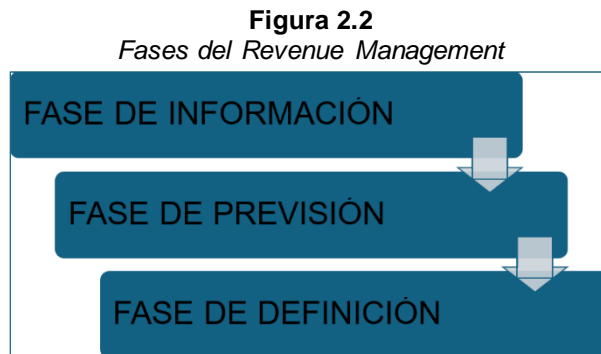 Figura 2.2
Fases del Revenue Management
FASE DE INFORMACIÓN
FASE DE PREVISIÓN
FASE DE DEFINICIÓN